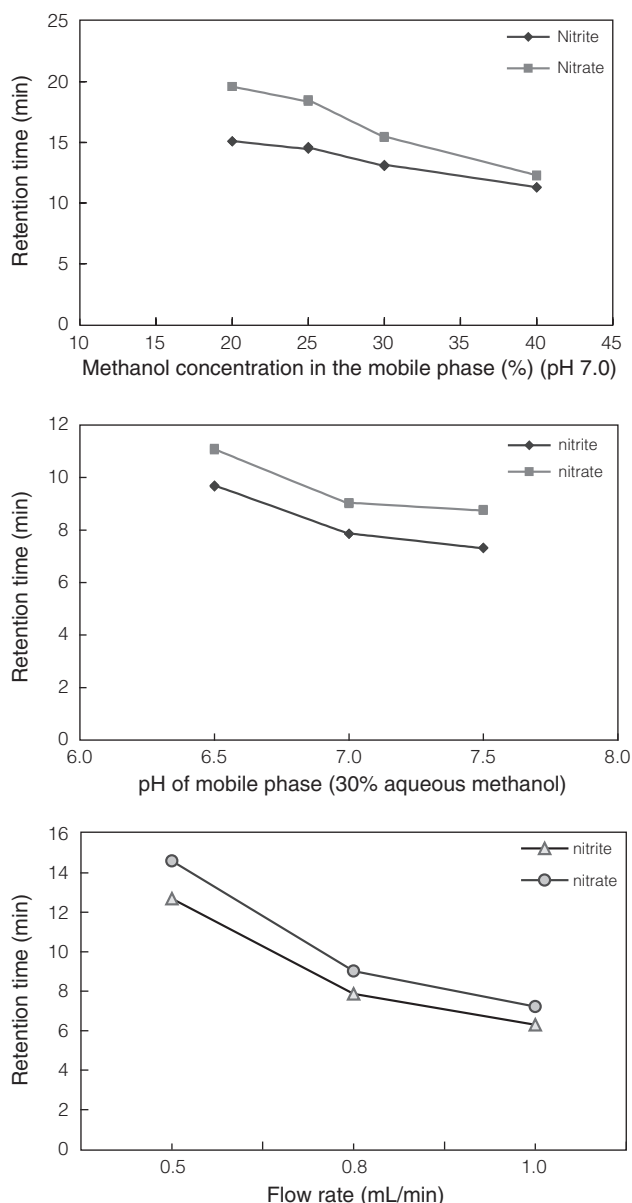 25
20
15
10
5
0
Retention time (min)
Nitrite
Nitrate
10 15 20 25 30 35 40 45
Methanol concentration in the mobile phase (%) (pH 7.0)
12
10
8
6
4
2
0
Retention time (min)
nitrite
nitrate
6.0 6.5 7.0 7.5 8.0
pH of mobile phase (30% aqueous methanol)
16
14
12
10
8
6
4
2
0
Retention time (min)
nitrite
nitrate
0.5 0.8 1.0
Flow rate (mL/min)